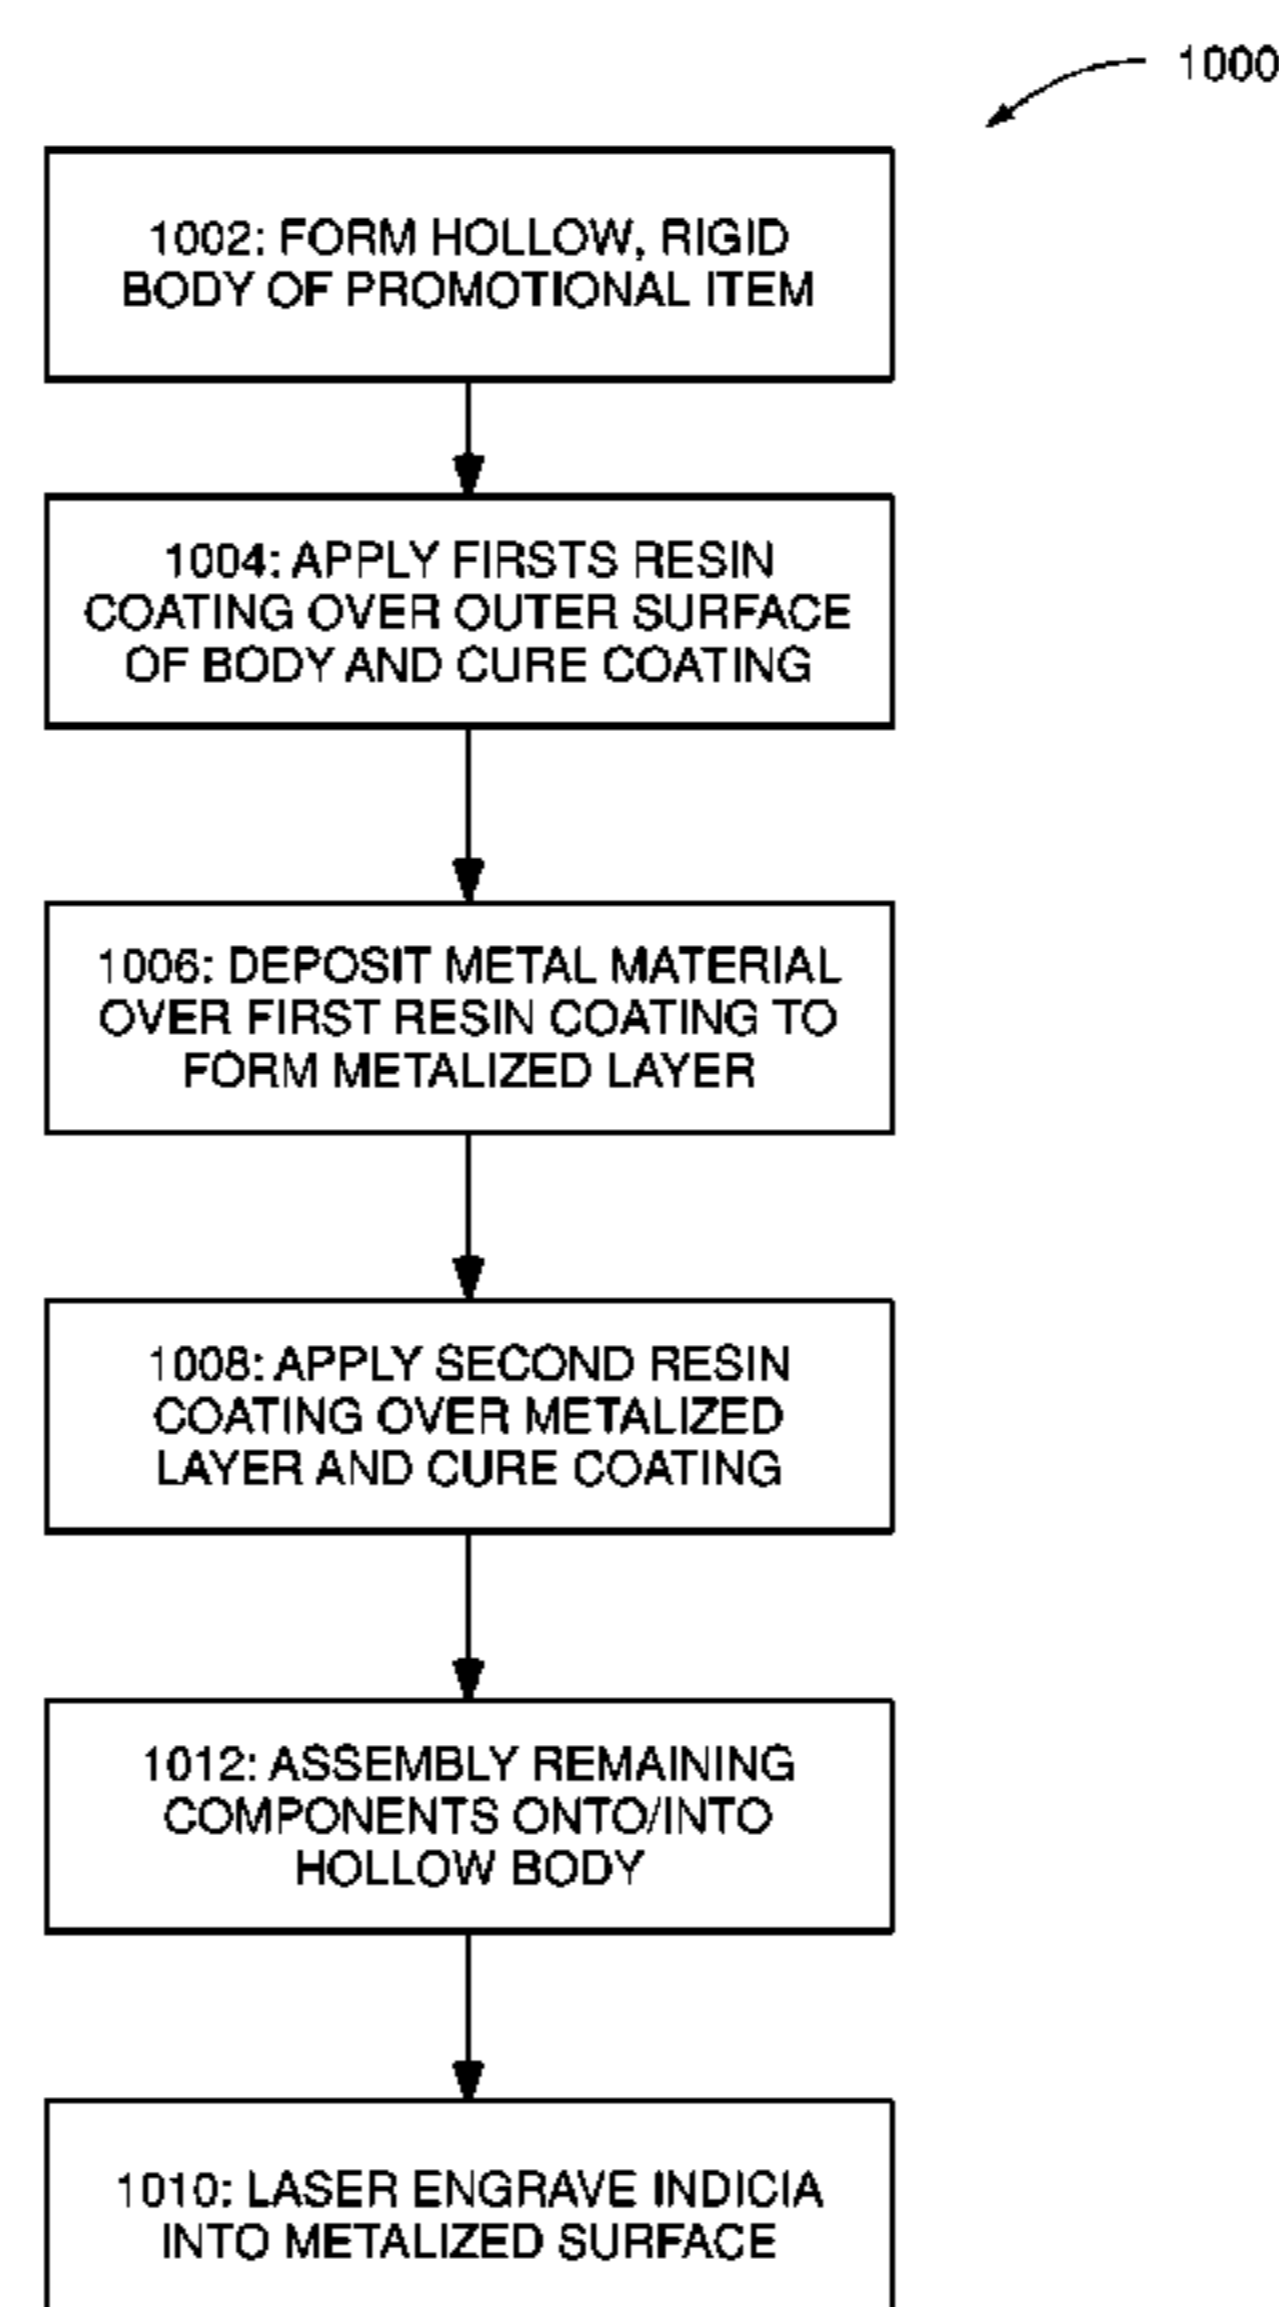 1000
1002: FORM HOLLOW, RIGID
BODY OF PROMOTIONAL ITEM
1004: APPLY FIRSTS RESIN
COATING OVER OUTER SURFACE
OF BODY AND CURE COATING
1006: DEPOSIT METAL MATERIAL
OVER FIRST RESIN COATING TO
FORM METALIZED LAYER
1008: APPLY SECOND RESIN
COATING OVER METALIZED
LAYER AND CURE COATING
1012: ASSEMBLY REMAINING
COMPONENTS ONTO/INTO
HOLLOW BODY
1010: LASER ENGRAVE INDICIA
INTO METALIZED SURFACE